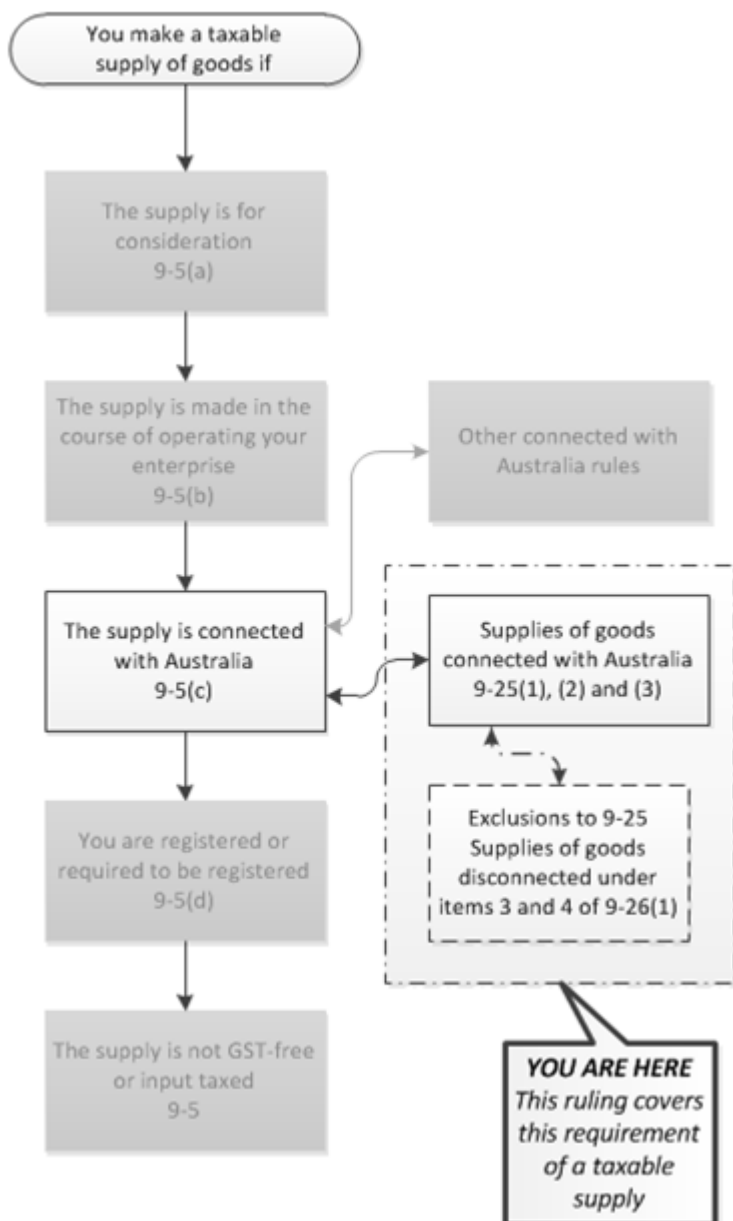 You make a taxable
supply of goods if
The supply is for
consideration
9-5(a)
The supply is made in the
course of operating your
enterprise
9-5(b)
Other connected with
Australia rules
The supply is connected
with Australia
9-5(c)
Supplies of goods
connected with Australia
9-25(1), (2) and (3)
Exclusions to 9-25
Supplies of goods
disconnected under
items 3 and 4 of 9-26(1)
You are registered or
required to be registered
9-5(d)
The supply is not GST-free
or input taxed
9-5
YOU ARE HERE
This ruling covers
this requirement
of a taxable
supply